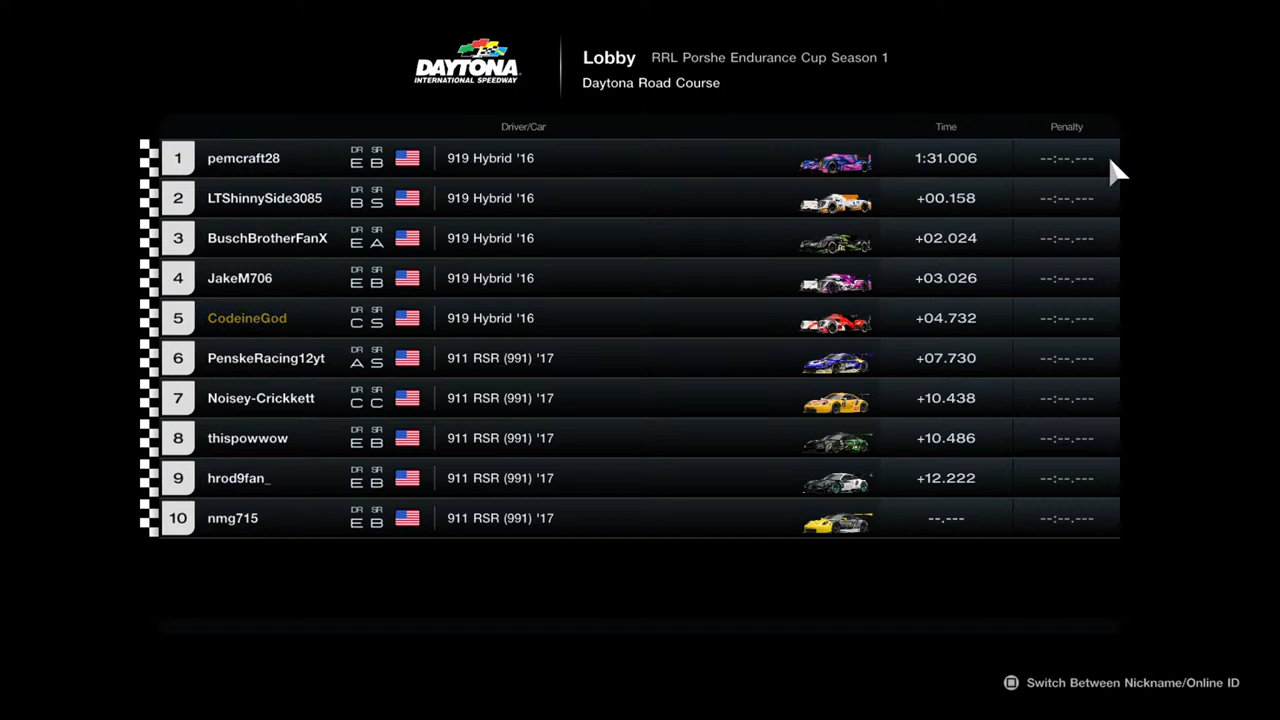 DAYTONA
INTERNATIONAL SPEEDWAY
Lobby RRL Porshe Endurance Cup Season 1
Daytona Road Course
Driver/Car Time Penalty
1 pemcraft28 DR E SR B 919 Hybrid '16 1:31.006 --:--.---
2 LTShinnySide3085 DR B SR S 919 Hybrid '16 +00.158 --:--.---
3 BuschBrotherFanX DR E SR A 919 Hybrid '16 +02.024 --:--.---
4 JakeM706 DR E SR B 919 Hybrid '16 +03.026 --:--.---
5 CodeineGod DR C SR S 919 Hybrid '16 +04.732 --:--.---
6 PenskeRacing12yt DR A SR S 911 RSR (991) '17 +07.730 --:--.---
7 Noisey-Crickkett DR C SR C 911 RSR (991) '17 +10.438 --:--.---
8 thispowwow DR E SR B 911 RSR (991) '17 +10.486 --:--.---
9 hrod9fan_ DR E SR B 911 RSR (991) '17 +12.222 --:--.---
10 nmg715 DR E SR B 911 RSR (991) '17 --.--- --:--.---
Switch Between Nickname/Online ID